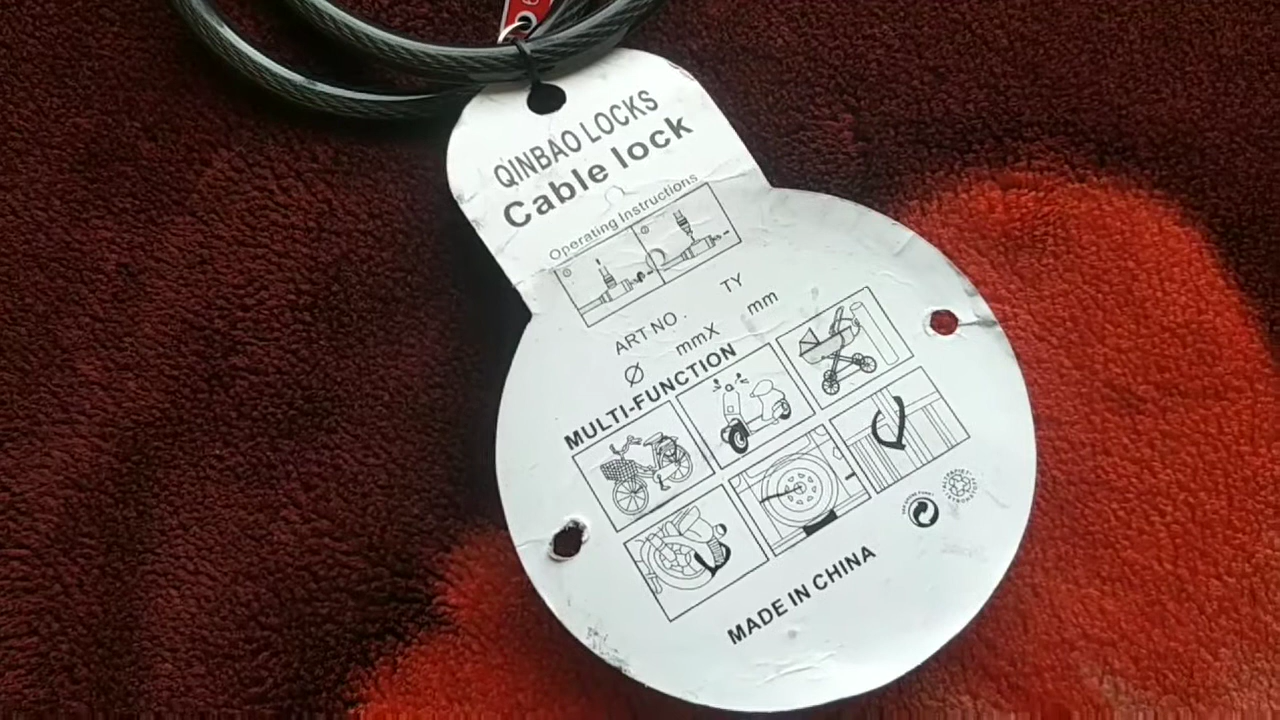 QINBAO LOCKS
Cable lock
Operating Instructions
ART NO. TY
Ø mmX mm
MULTI-FUNCTION
MADE IN CHINA